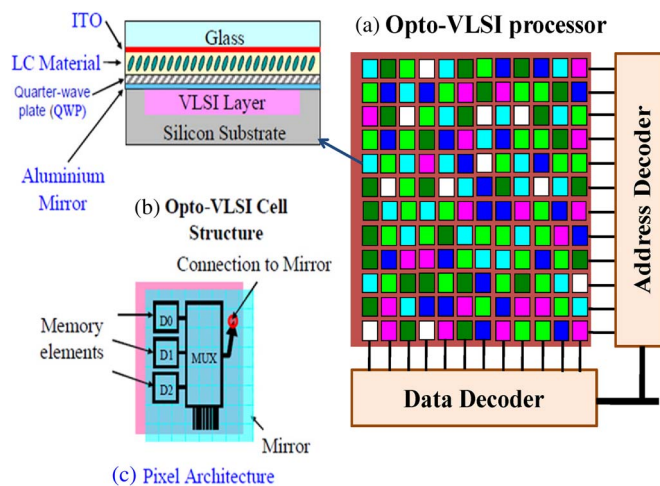 (a) Opto-VLSI processor
ITO
Glass
LC Material
Quarter-wave
plate (QWP)
VLSI Layer
Silicon Substrate
Aluminium
Mirror
(b) Opto-VLSI Cell
Structure
Connection to Mirror
Memory
elements
D0
D1
D2
MUX
Mirror
(c) Pixel Architecture
Address Decoder
Data Decoder